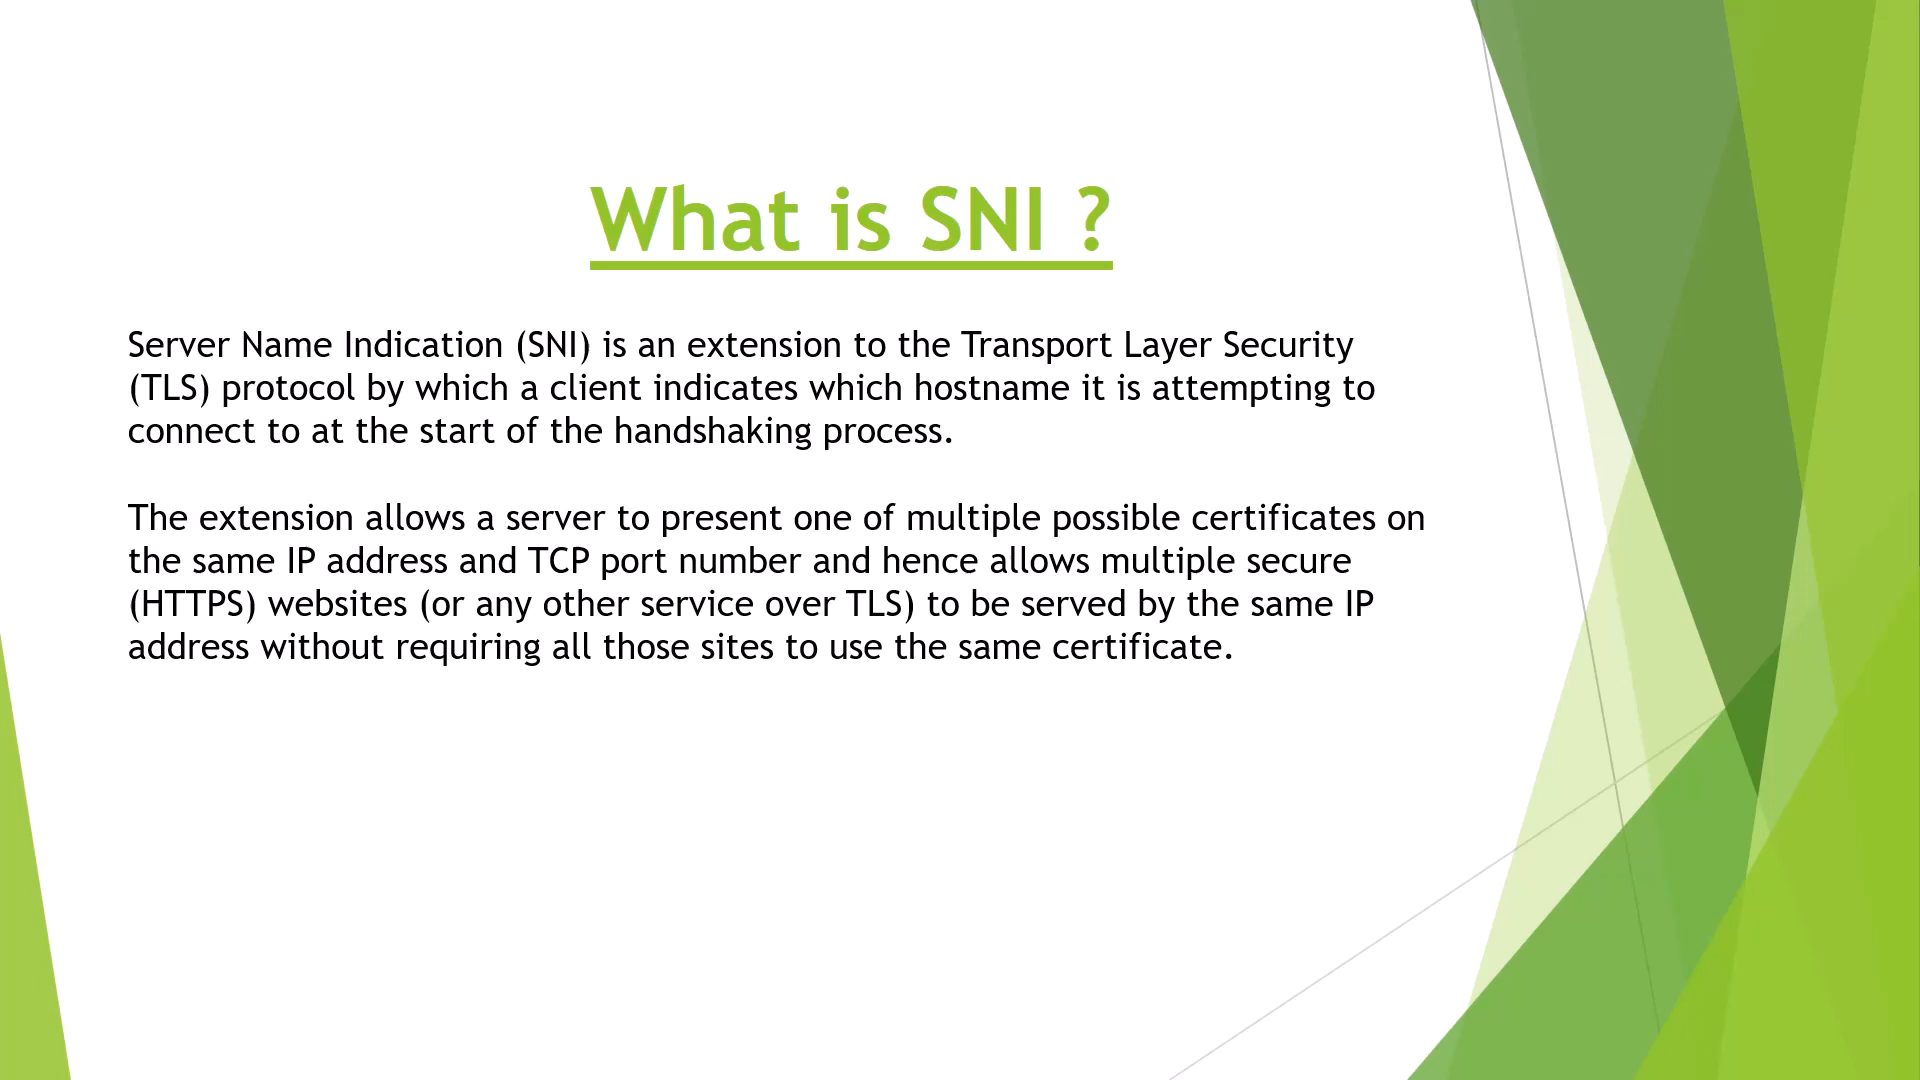 What is SNI ?
Server Name Indication (SNI) is an extension to the Transport Layer Security
(TLS) protocol by which a client indicates which hostname it is attempting to
connect to at the start of the handshaking process.
The extension allows a server to present one of multiple possible certificates on
the same IP address and TCP port number and hence allows multiple secure
(HTTPS) websites (or any other service over TLS) to be served by the same IP
address without requiring all those sites to use the same certificate.